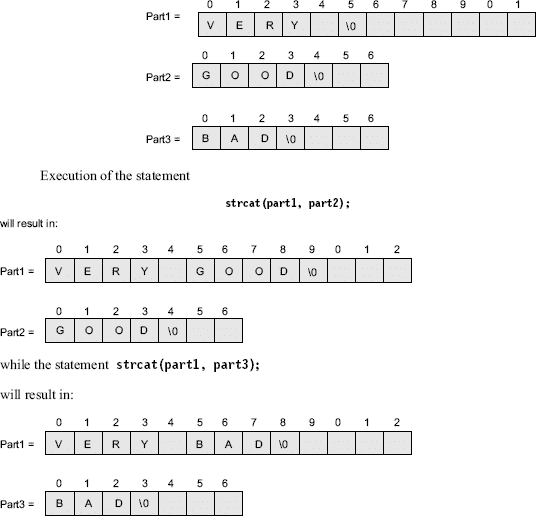 0 1 2 3 4 5 6 7 8 9 0 1
Part1 = V E R Y \0
0 1 2 3 4 5 6
Part2 = G O O D \0
0 1 2 3 4 5 6
Part3 = B A D \0
Execution of the statement
strcat(part1, part2);
will result in:
0 1 2 3 4 5 6 7 8 9 0 1 2
Part1 = V E R Y G O O D \0
0 1 2 3 4 5 6
Part2 = G O O D \0
while the statement strcat(part1, part3);
will result in:
0 1 2 3 4 5 6 7 8 9 0 1 2
Part1 = V E R Y B A D \0
0 1 2 3 4 5 6
Part3 = B A D \0